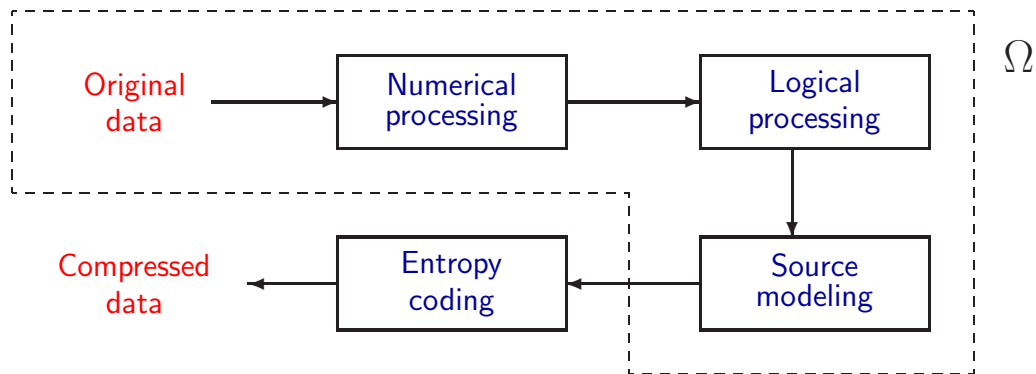 Original
data
Numerical
processing
Logical
processing
Ω
Compressed
data
Entropy
coding
Source
modeling